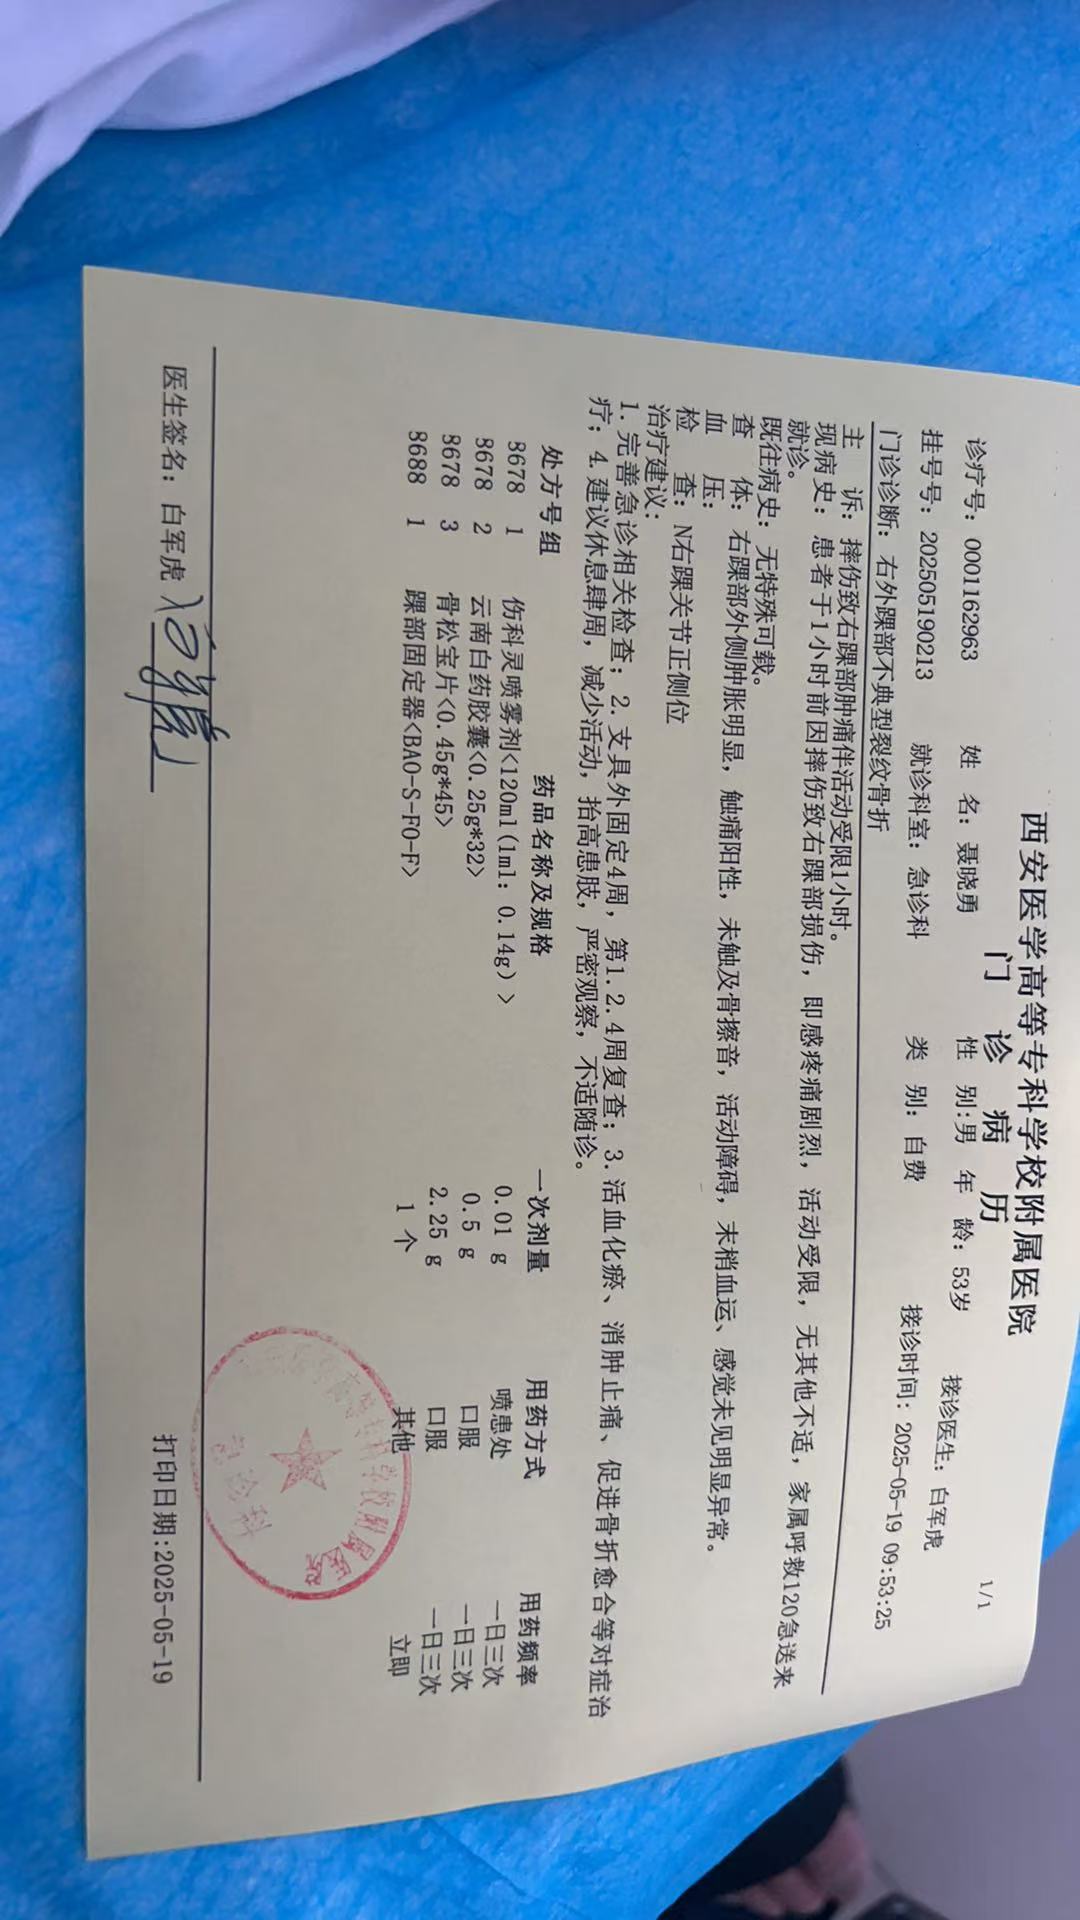 西安医学高等专科学校附属医院
门 诊 病 历
1/1
诊疗号：0001162963 姓 名：聂晓勇 性 别：男 年 龄：53岁 接诊医生：白军虎
挂号号：202505190213 就诊科室：急诊科 类 别：自费 接诊时间：2025-05-19 09:53:25
门诊诊断：右外踝部不典型裂纹骨折
主 诉：摔伤致右踝部肿痛伴活动受限1小时。
现病史：患者于1小时前因摔伤致右踝部损伤，即感疼痛剧烈，活动受限，无其他不适，家属呼救120急送来
就诊。
既往病史：无特殊可载。
查 体：右踝部外侧肿胀明显，触痛阳性，未触及骨擦音，活动障碍，末梢血运、感觉未见明显异常。
血 压：
检 查：N右踝关节正侧位
治疗建议：
1.完善急诊相关检查；2.支具外固定4周，第1.2.4周复查；3.活血化瘀、消肿止痛、促进骨折愈合等对症治
疗；4.建议休息肆周，减少活动，抬高患肢，严密观察，不适随诊。
处方号组 药品名称及规格 一次剂量 用药方式 用药频率
8678 1 伤科灵喷雾剂<120ml(1ml：0.14g)> 0.01 g 喷患处 一日三次
8678 2 云南白药胶囊<0.25g*32> 0.5 g 口服 一日三次
8678 3 骨松宝片<0.45g*45> 2.25 g 口服 一日三次
8688 1 踝部固定器<BAO-S-FO-F> 1 个 其他 立即
急诊科
医生签名：白军虎 白军虎 打印日期：2025-05-19